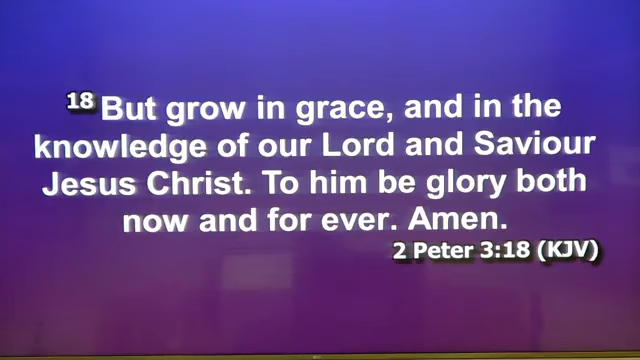 18 But grow in grace, and in the
knowledge of our Lord and Saviour
Jesus Christ. To him be glory both
now and for ever. Amen.
2 Peter 3:18 (KJV)